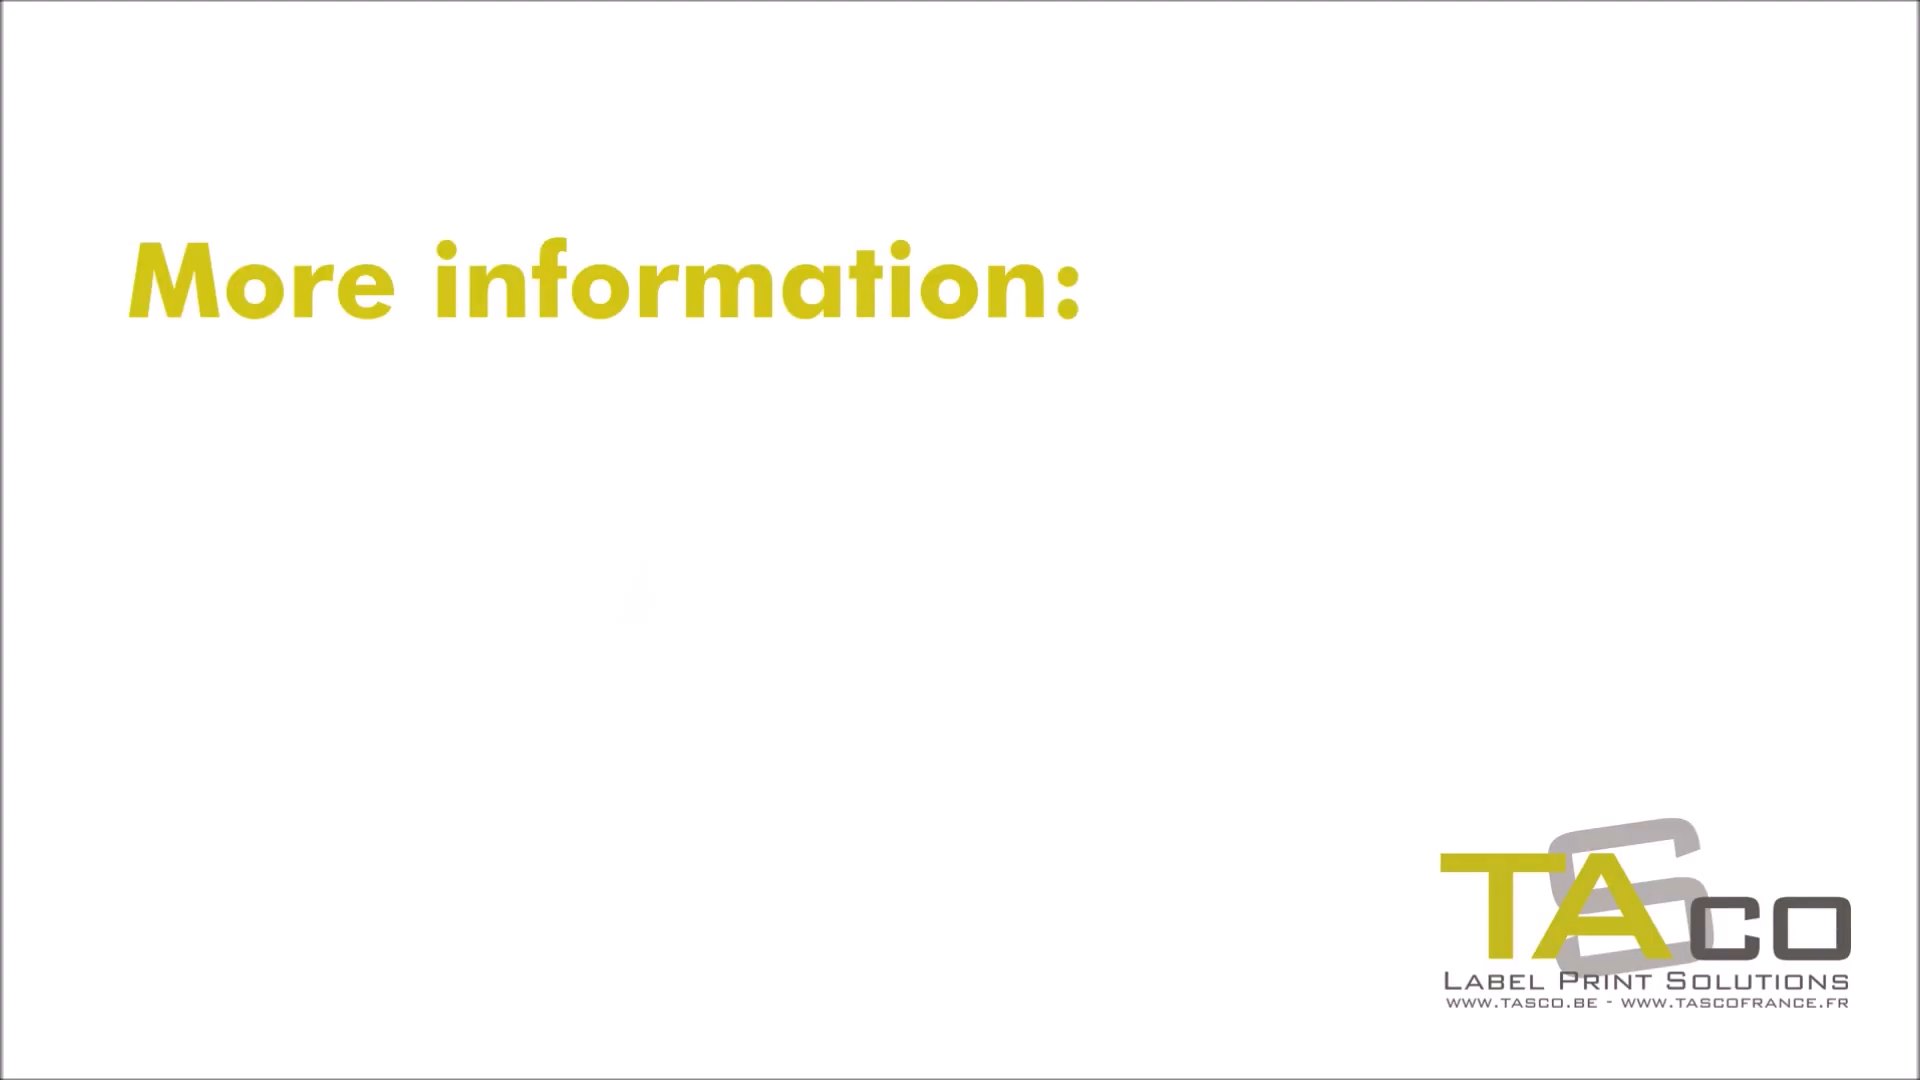 More information:
TASco
LABEL PRINT SOLUTIONS
WWW.TASCO.BE - WWW.TASCOFRANCE.FR